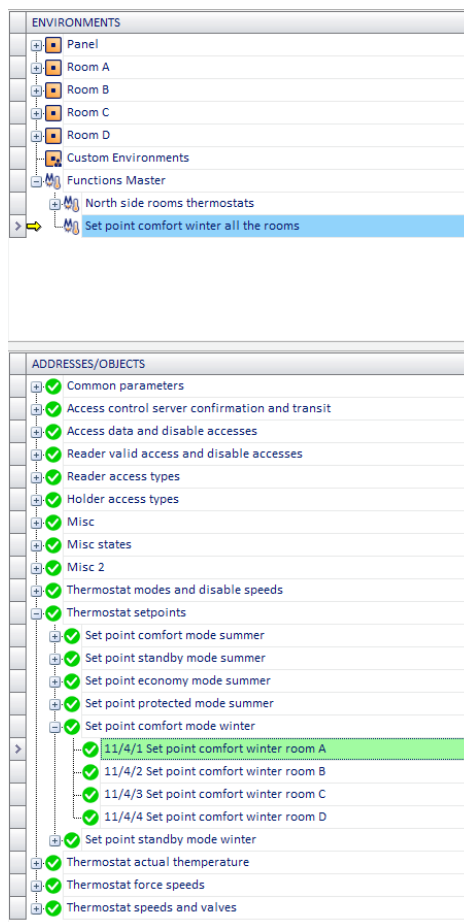 ENVIRONMENTS
Panel
Room A
Room B
Room C
Room D
Custom Environments
Functions Master
North side rooms thermostats
Set point comfort winter all the rooms
ADDRESSES/OBJECTS
Common parameters
Access control server confirmation and transit
Access data and disable accesses
Reader valid access and disable accesses
Reader access types
Holder access types
Misc
Misc states
Misc 2
Thermostat modes and disable speeds
Thermostat setpoints
Set point comfort mode summer
Set point standby mode summer
Set point economy mode summer
Set point protected mode summer
Set point comfort mode winter
11/4/1 Set point comfort winter room A
11/4/2 Set point comfort winter room B
11/4/3 Set point comfort winter room C
11/4/4 Set point comfort winter room D
Set point standby mode winter
Thermostat actual themperature
Thermostat force speeds
Thermostat speeds and valves